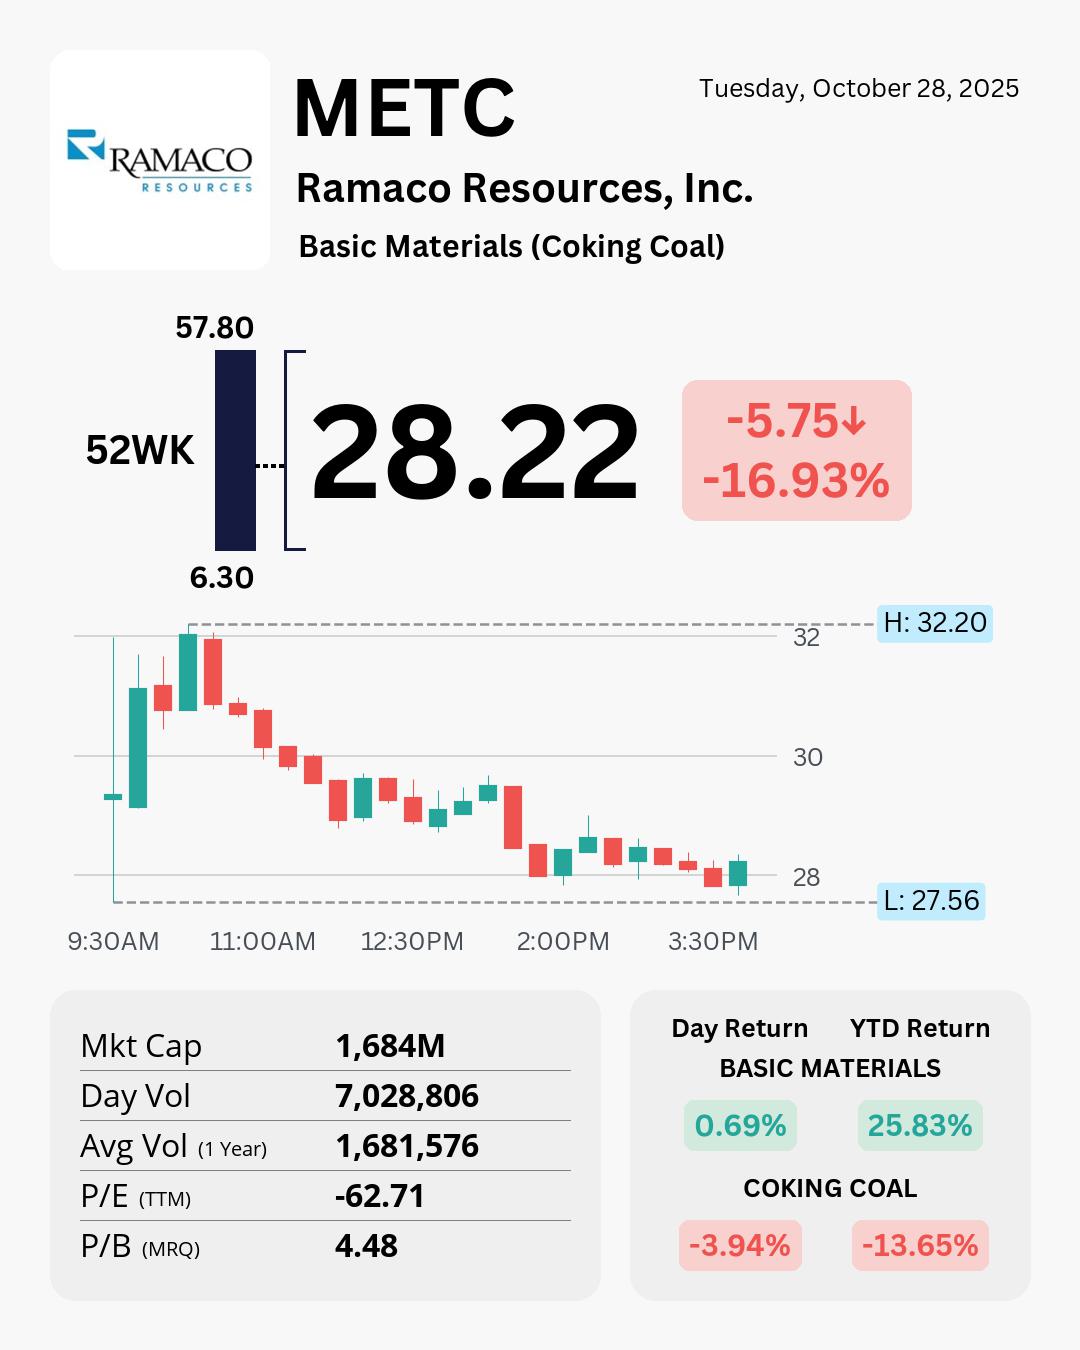 RAMACO
RESOURCES
METC
Tuesday, October 28, 2025
Ramaco Resources, Inc.
Basic Materials (Coking Coal)
57.80
52WK
28.22
-5.75↓
-16.93%
6.30
H: 32.20
32
30
28
L: 27.56
9:30AM 11:00AM 12:30PM 2:00PM 3:30PM
Mkt Cap 1,684M
Day Vol 7,028,806
Avg Vol (1 Year) 1,681,576
P/E (TTM) -62.71
P/B (MRQ) 4.48
Day Return YTD Return
BASIC MATERIALS
0.69% 25.83%
COKING COAL
-3.94% -13.65%